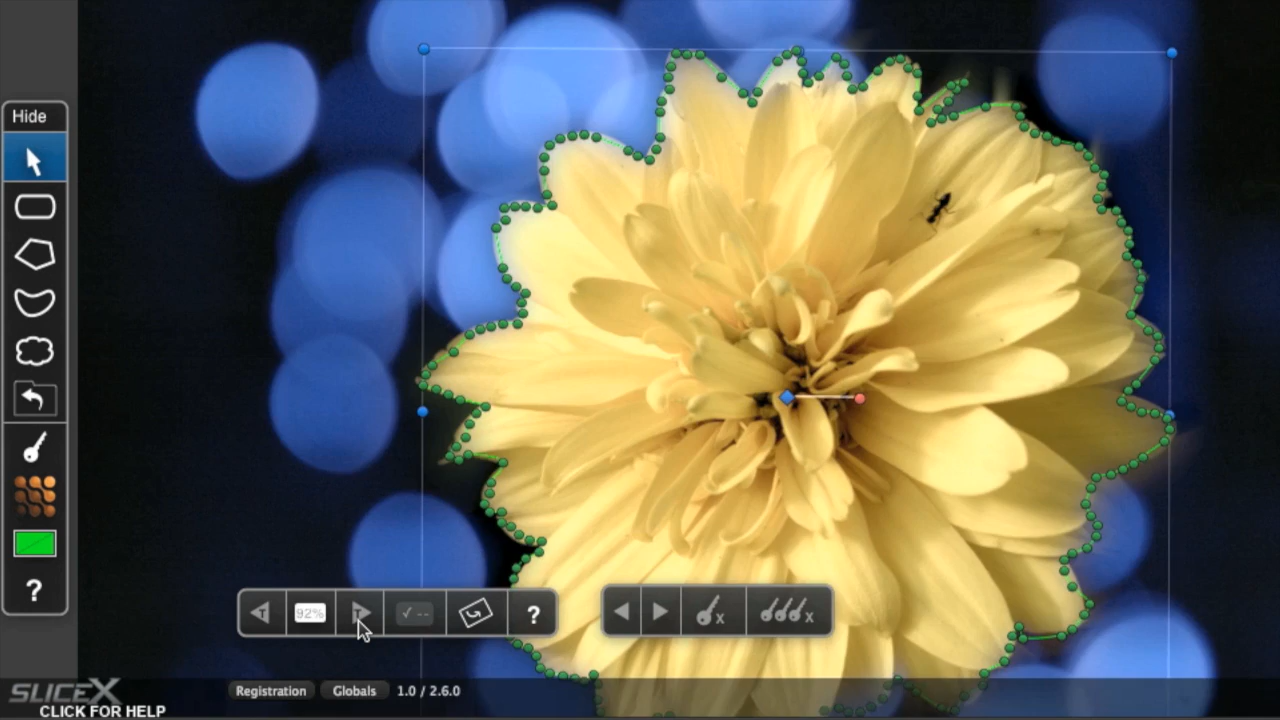 Hide
?
92%
T
T
✓ --
?
x
x
SLICEX
CLICK FOR HELP
Registration
Globals
1.0 / 2.6.0